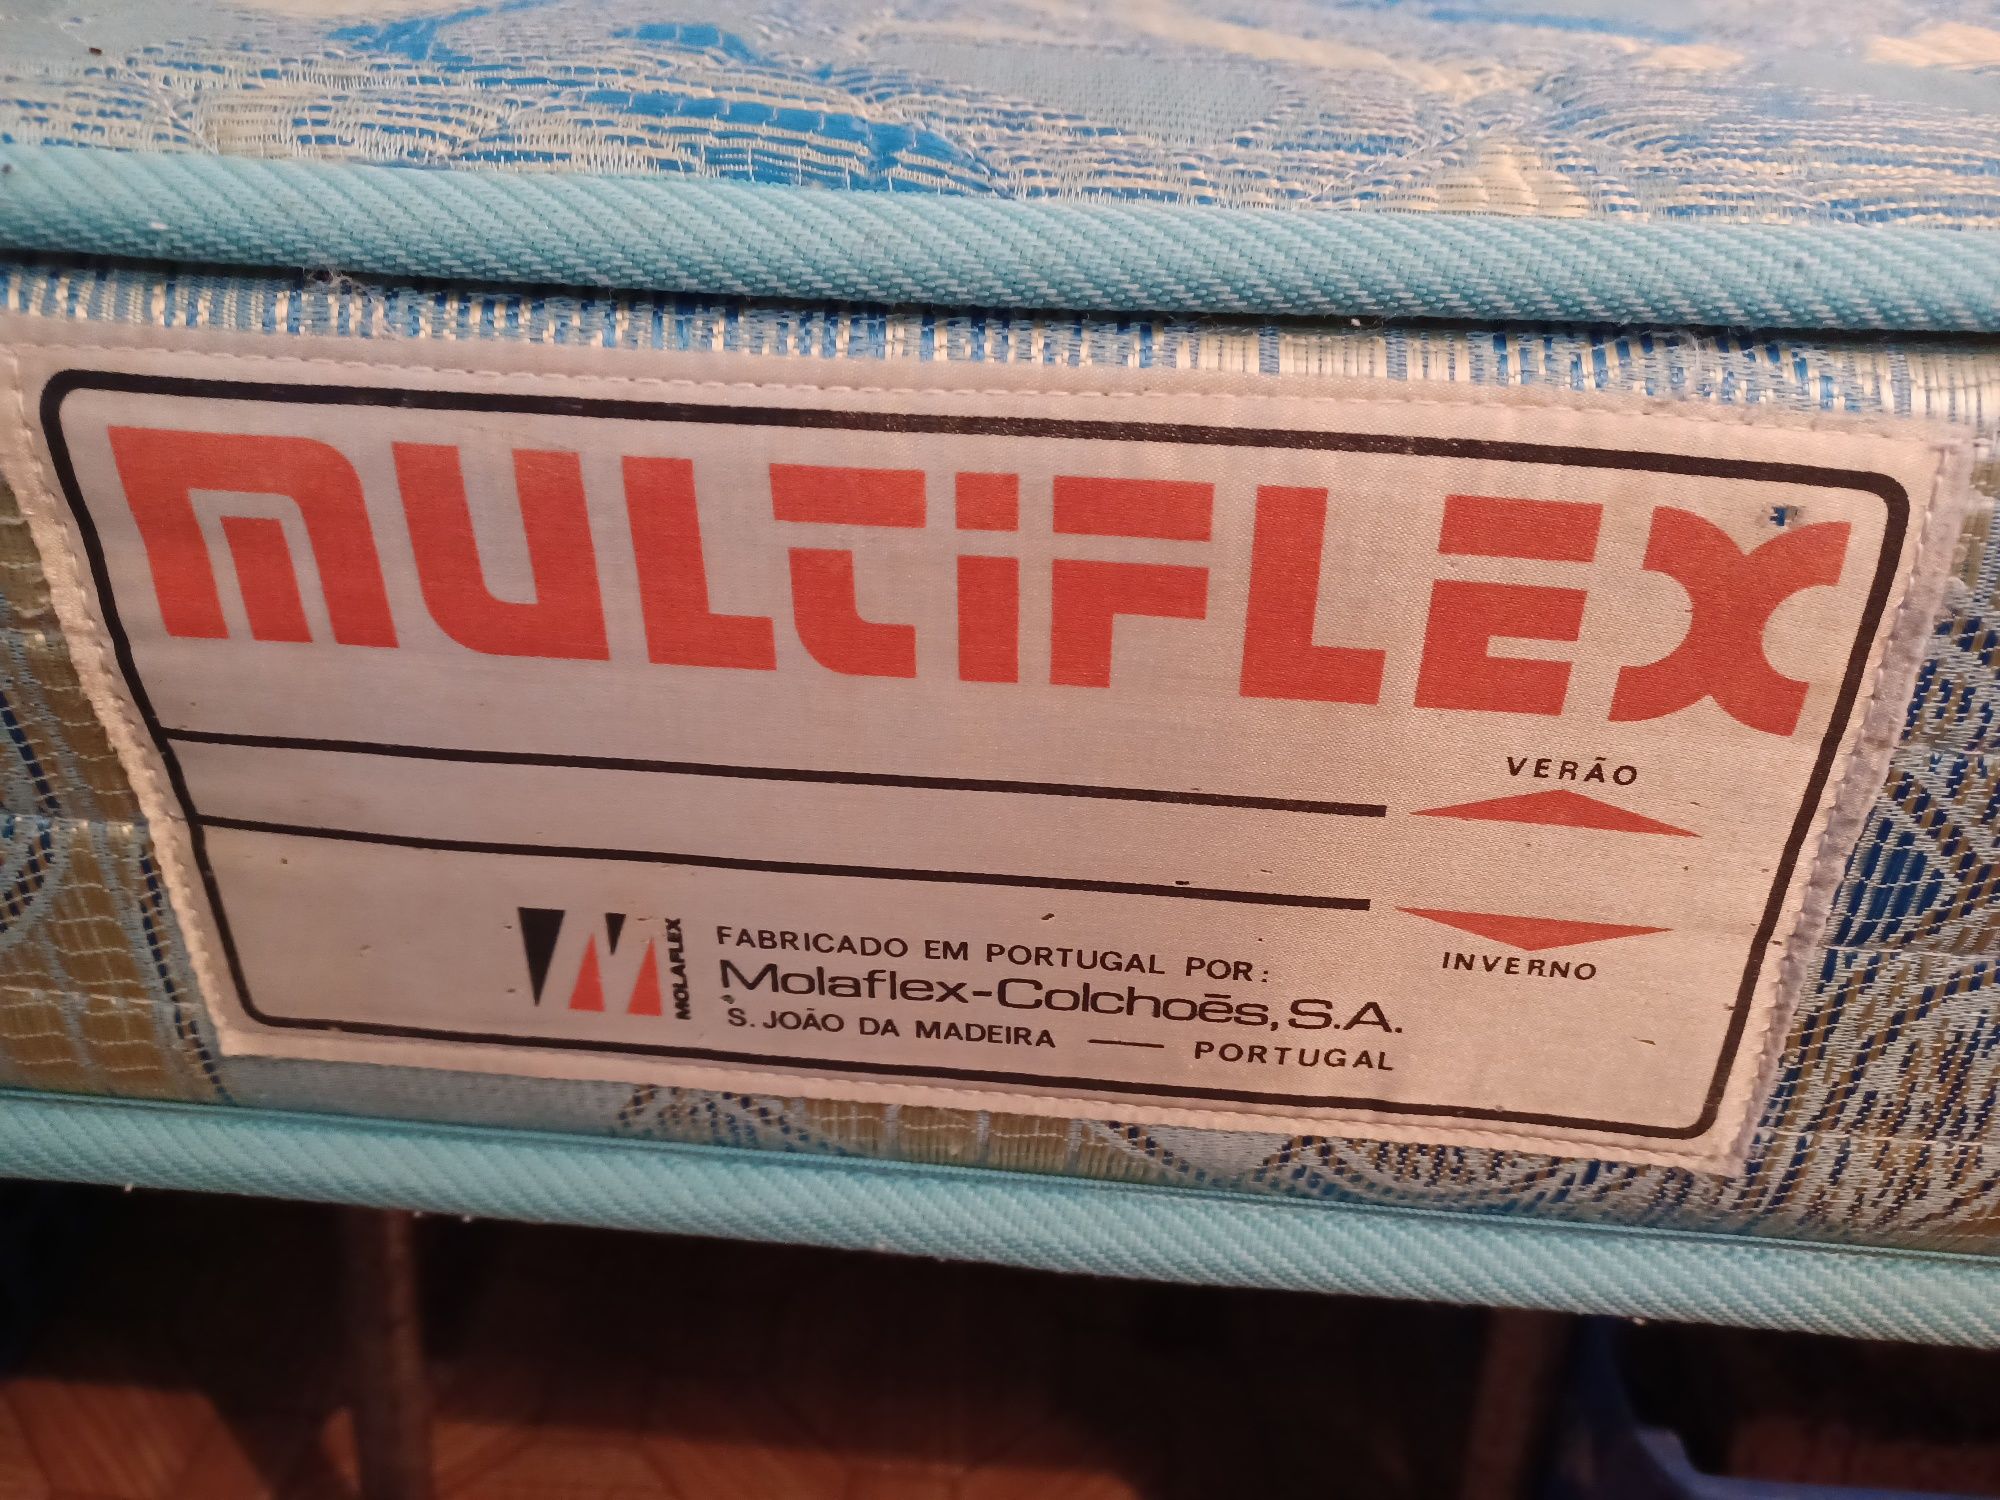 MULTIFLEX
VERÃO
INVERNO
MOLAFLEX
FABRICADO EM PORTUGAL POR:
Molaflex-Colchoēs, S.A.
S. JOÃO DA MADEIRA — PORTUGAL